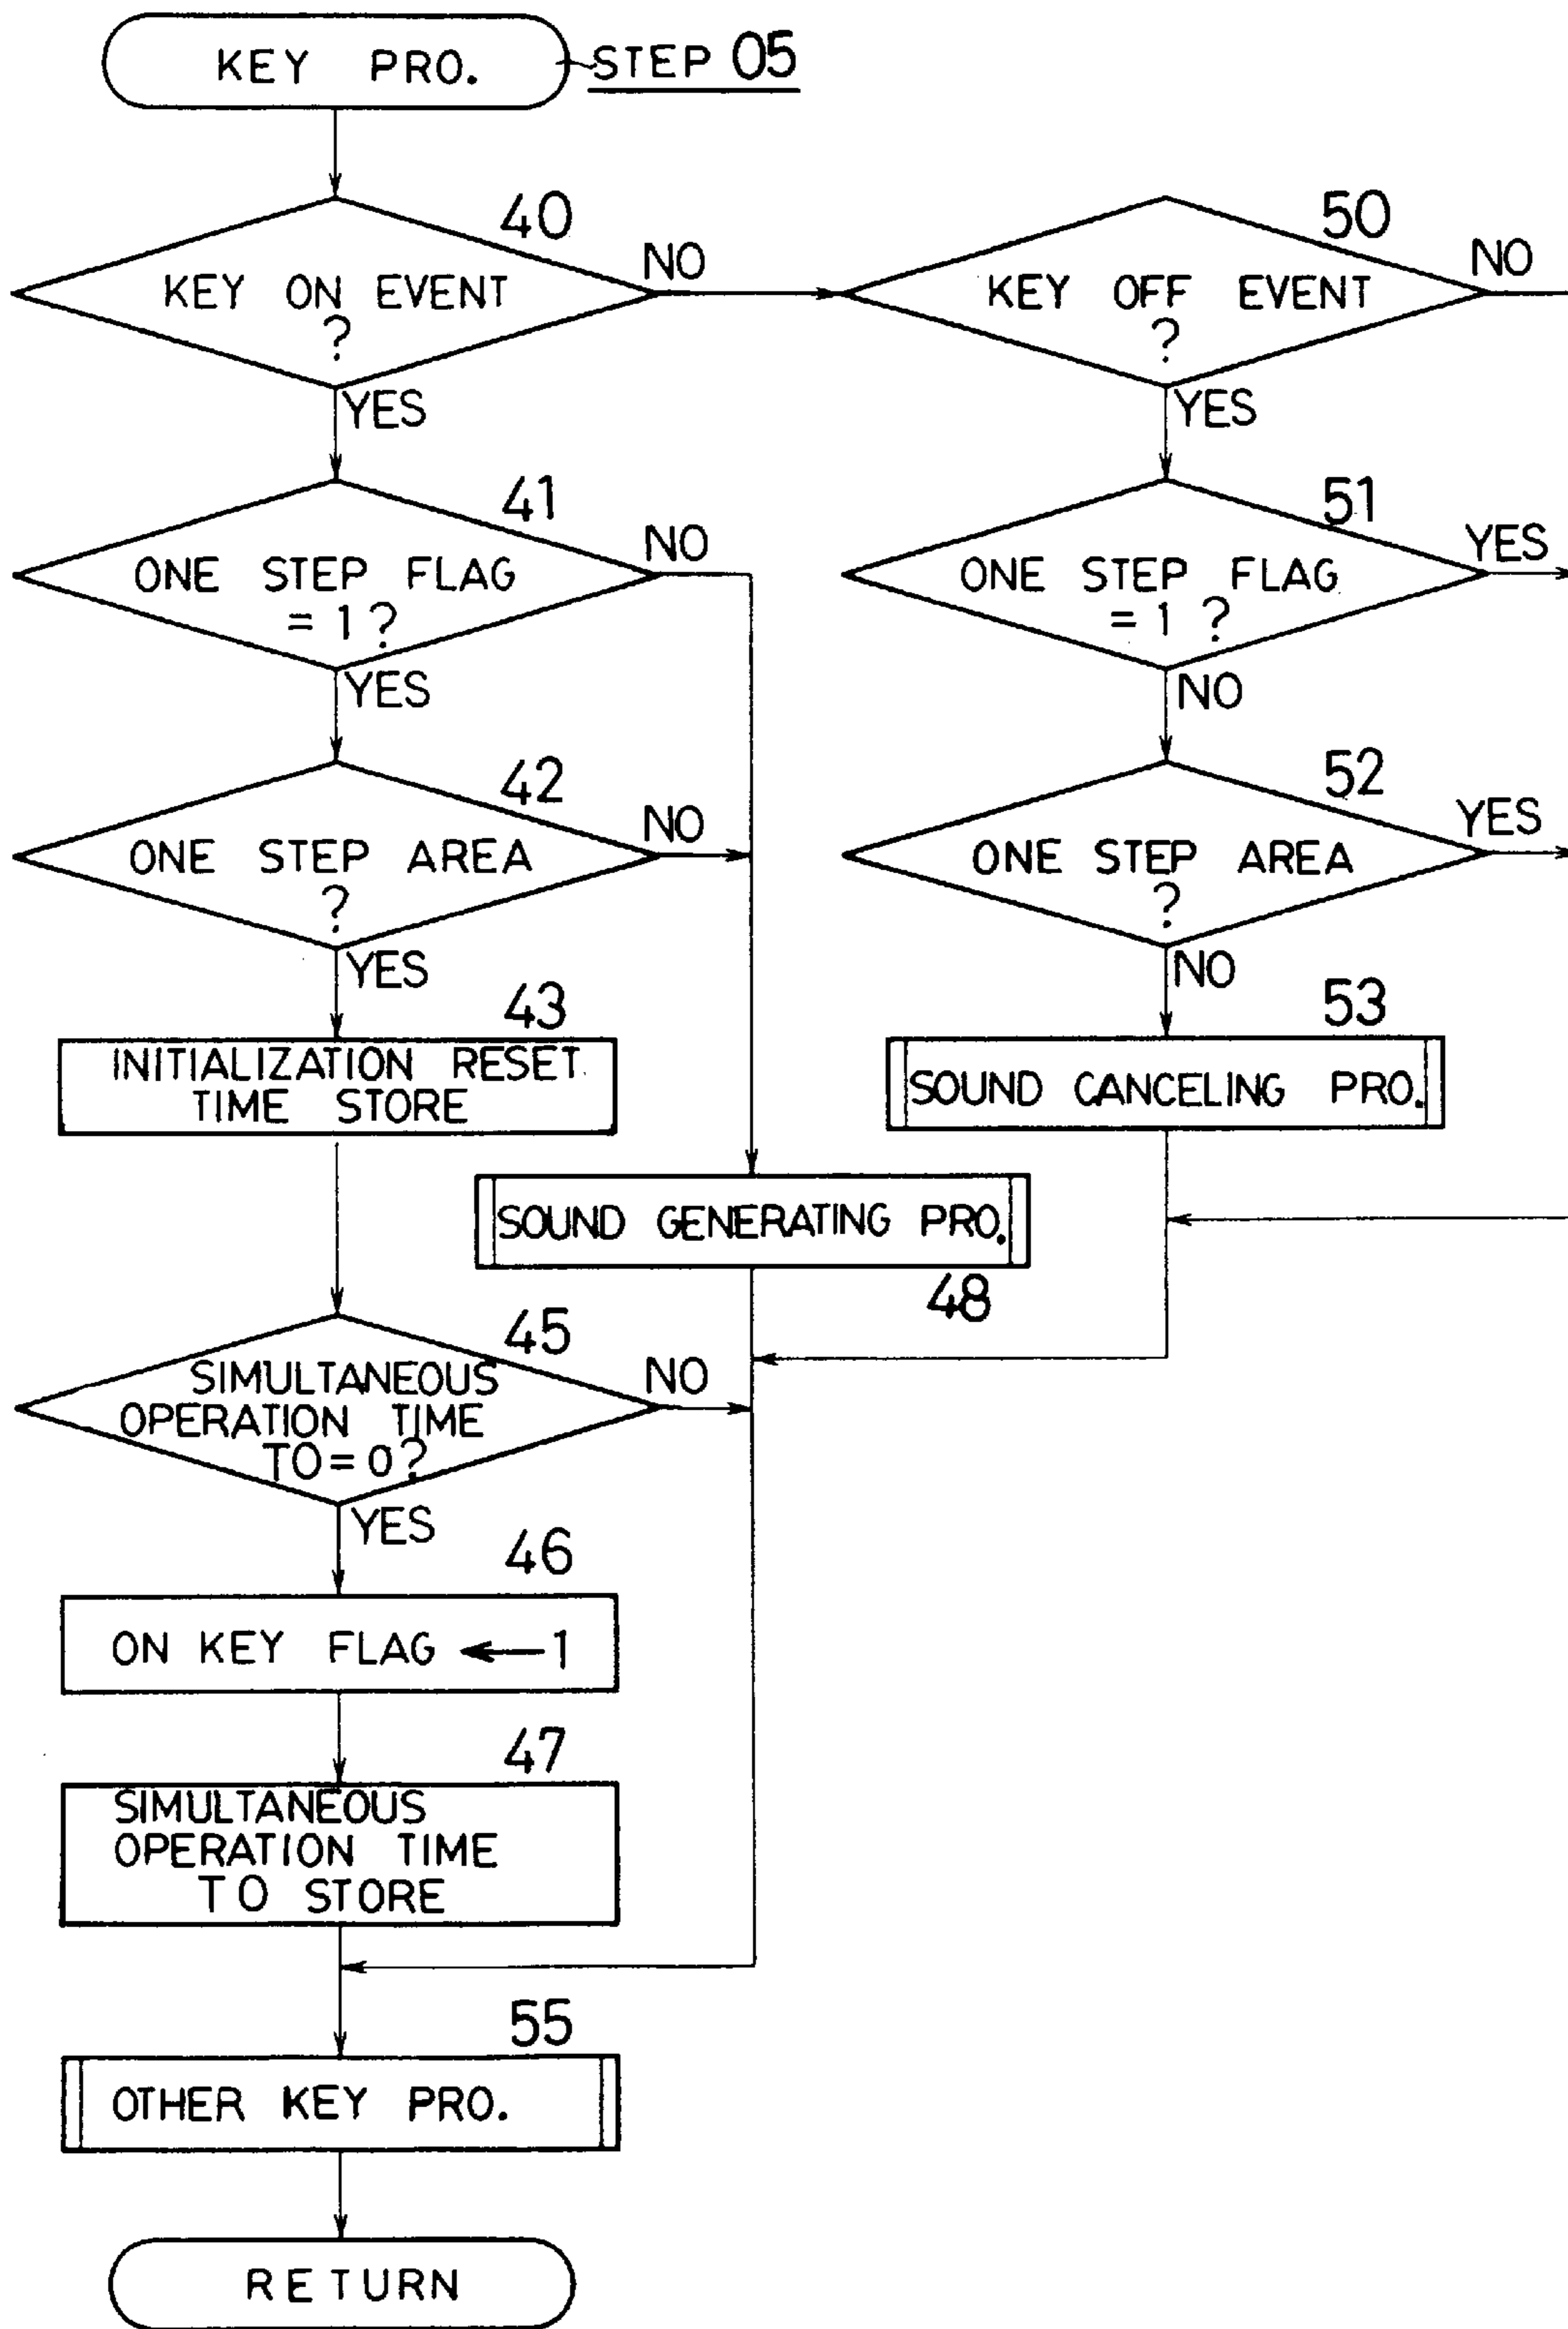 KEY PRO.
STEP 05
40
KEY ON EVENT
?
NO
YES
50
KEY OFF EVENT
?
NO
YES
41
ONE STEP FLAG
= 1 ?
NO
YES
51
ONE STEP FLAG
= 1 ?
YES
NO
42
ONE STEP AREA
?
NO
YES
52
ONE STEP AREA
?
YES
NO
43
INITIALIZATION RESET
TIME STORE
53
SOUND CANCELING PRO.
SOUND GENERATING PRO.
48
45
SIMULTANEOUS
OPERATION TIME
TO = 0 ?
NO
YES
46
ON KEY FLAG ← 1
47
SIMULTANEOUS
OPERATION TIME
TO STORE
55
OTHER KEY PRO.
RETURN